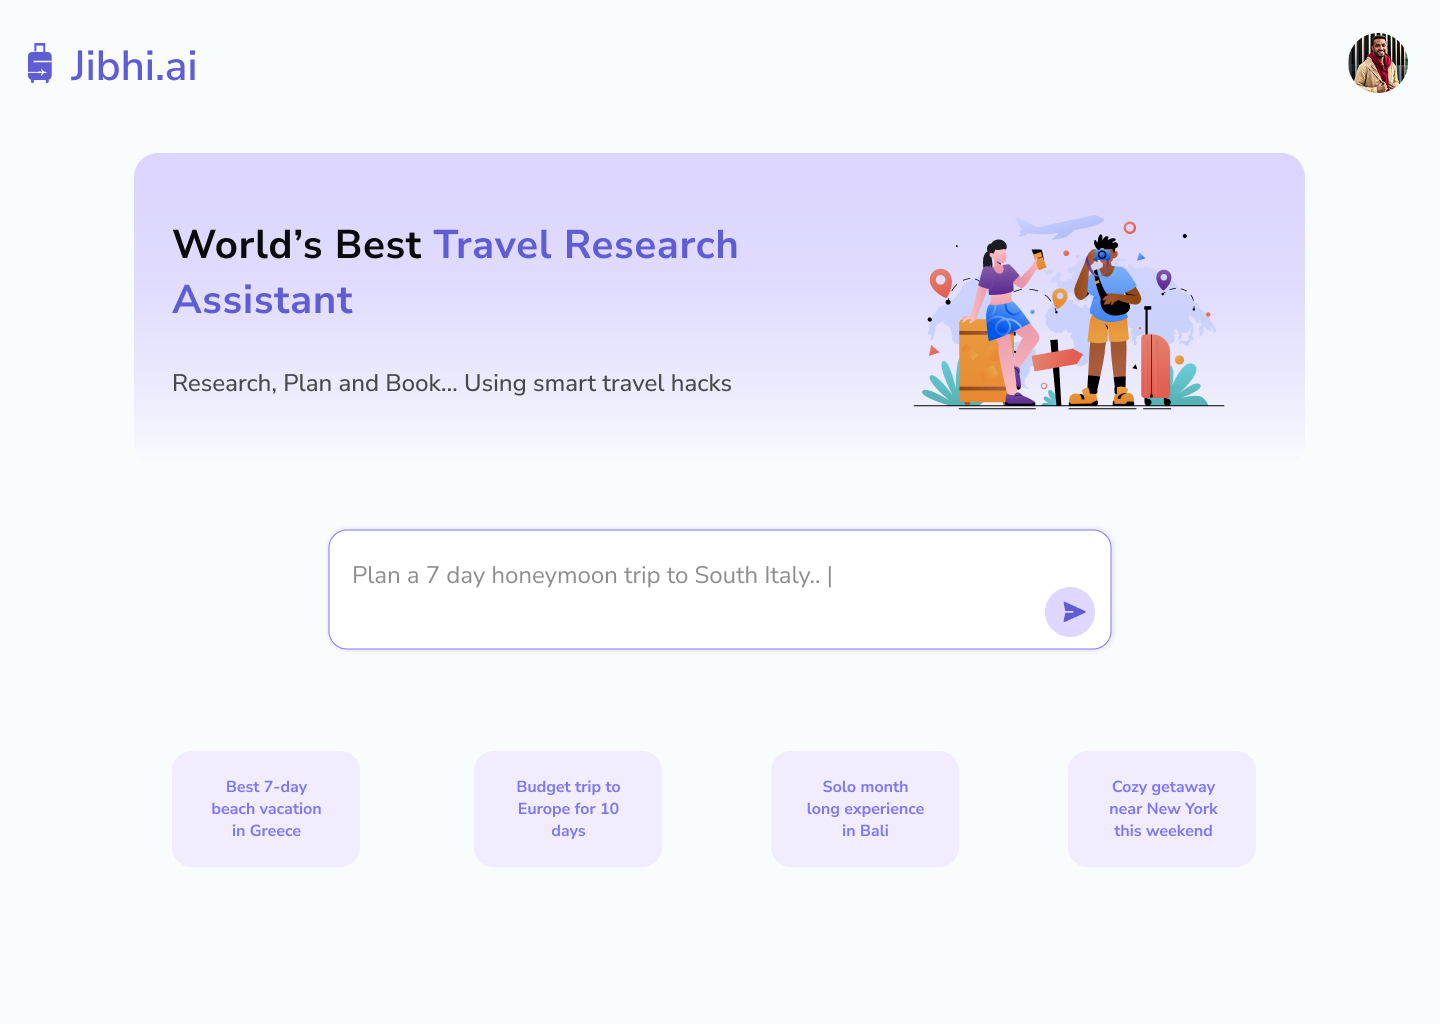 Jibhi.ai
World’s Best Travel Research
Assistant
Research, Plan and Book... Using smart travel hacks
Plan a 7 day honeymoon trip to South Italy.. |
Best 7-day
beach vacation
in Greece
Budget trip to
Europe for 10
days
Solo month
long experience
in Bali
Cozy getaway
near New York
this weekend